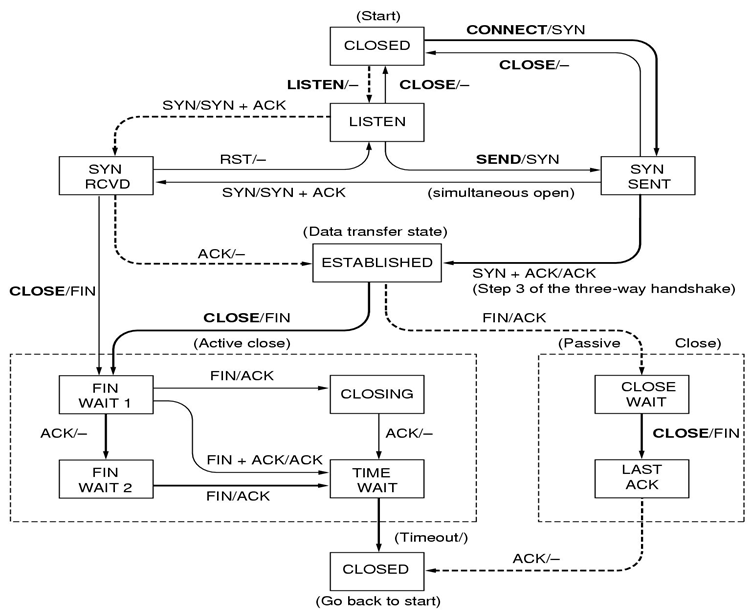 (Start)
CLOSED
CONNECT/SYN
CLOSE/–
LISTEN/–
CLOSE/–
SYN/SYN + ACK
LISTEN
SYN
RCVD
RST/–
SEND/SYN
SYN
SENT
SYN/SYN + ACK
(simultaneous open)
(Data transfer state)
ACK/–
ESTABLISHED
SYN + ACK/ACK
(Step 3 of the three-way handshake)
CLOSE/FIN
CLOSE/FIN
FIN/ACK
(Active close)
(Passive Close)
FIN
WAIT 1
FIN/ACK
CLOSING
CLOSE
WAIT
ACK/–
ACK/–
CLOSE/FIN
FIN + ACK/ACK
FIN
WAIT 2
FIN/ACK
TIME
WAIT
LAST
ACK
(Timeout/)
CLOSED
ACK/–
(Go back to start)